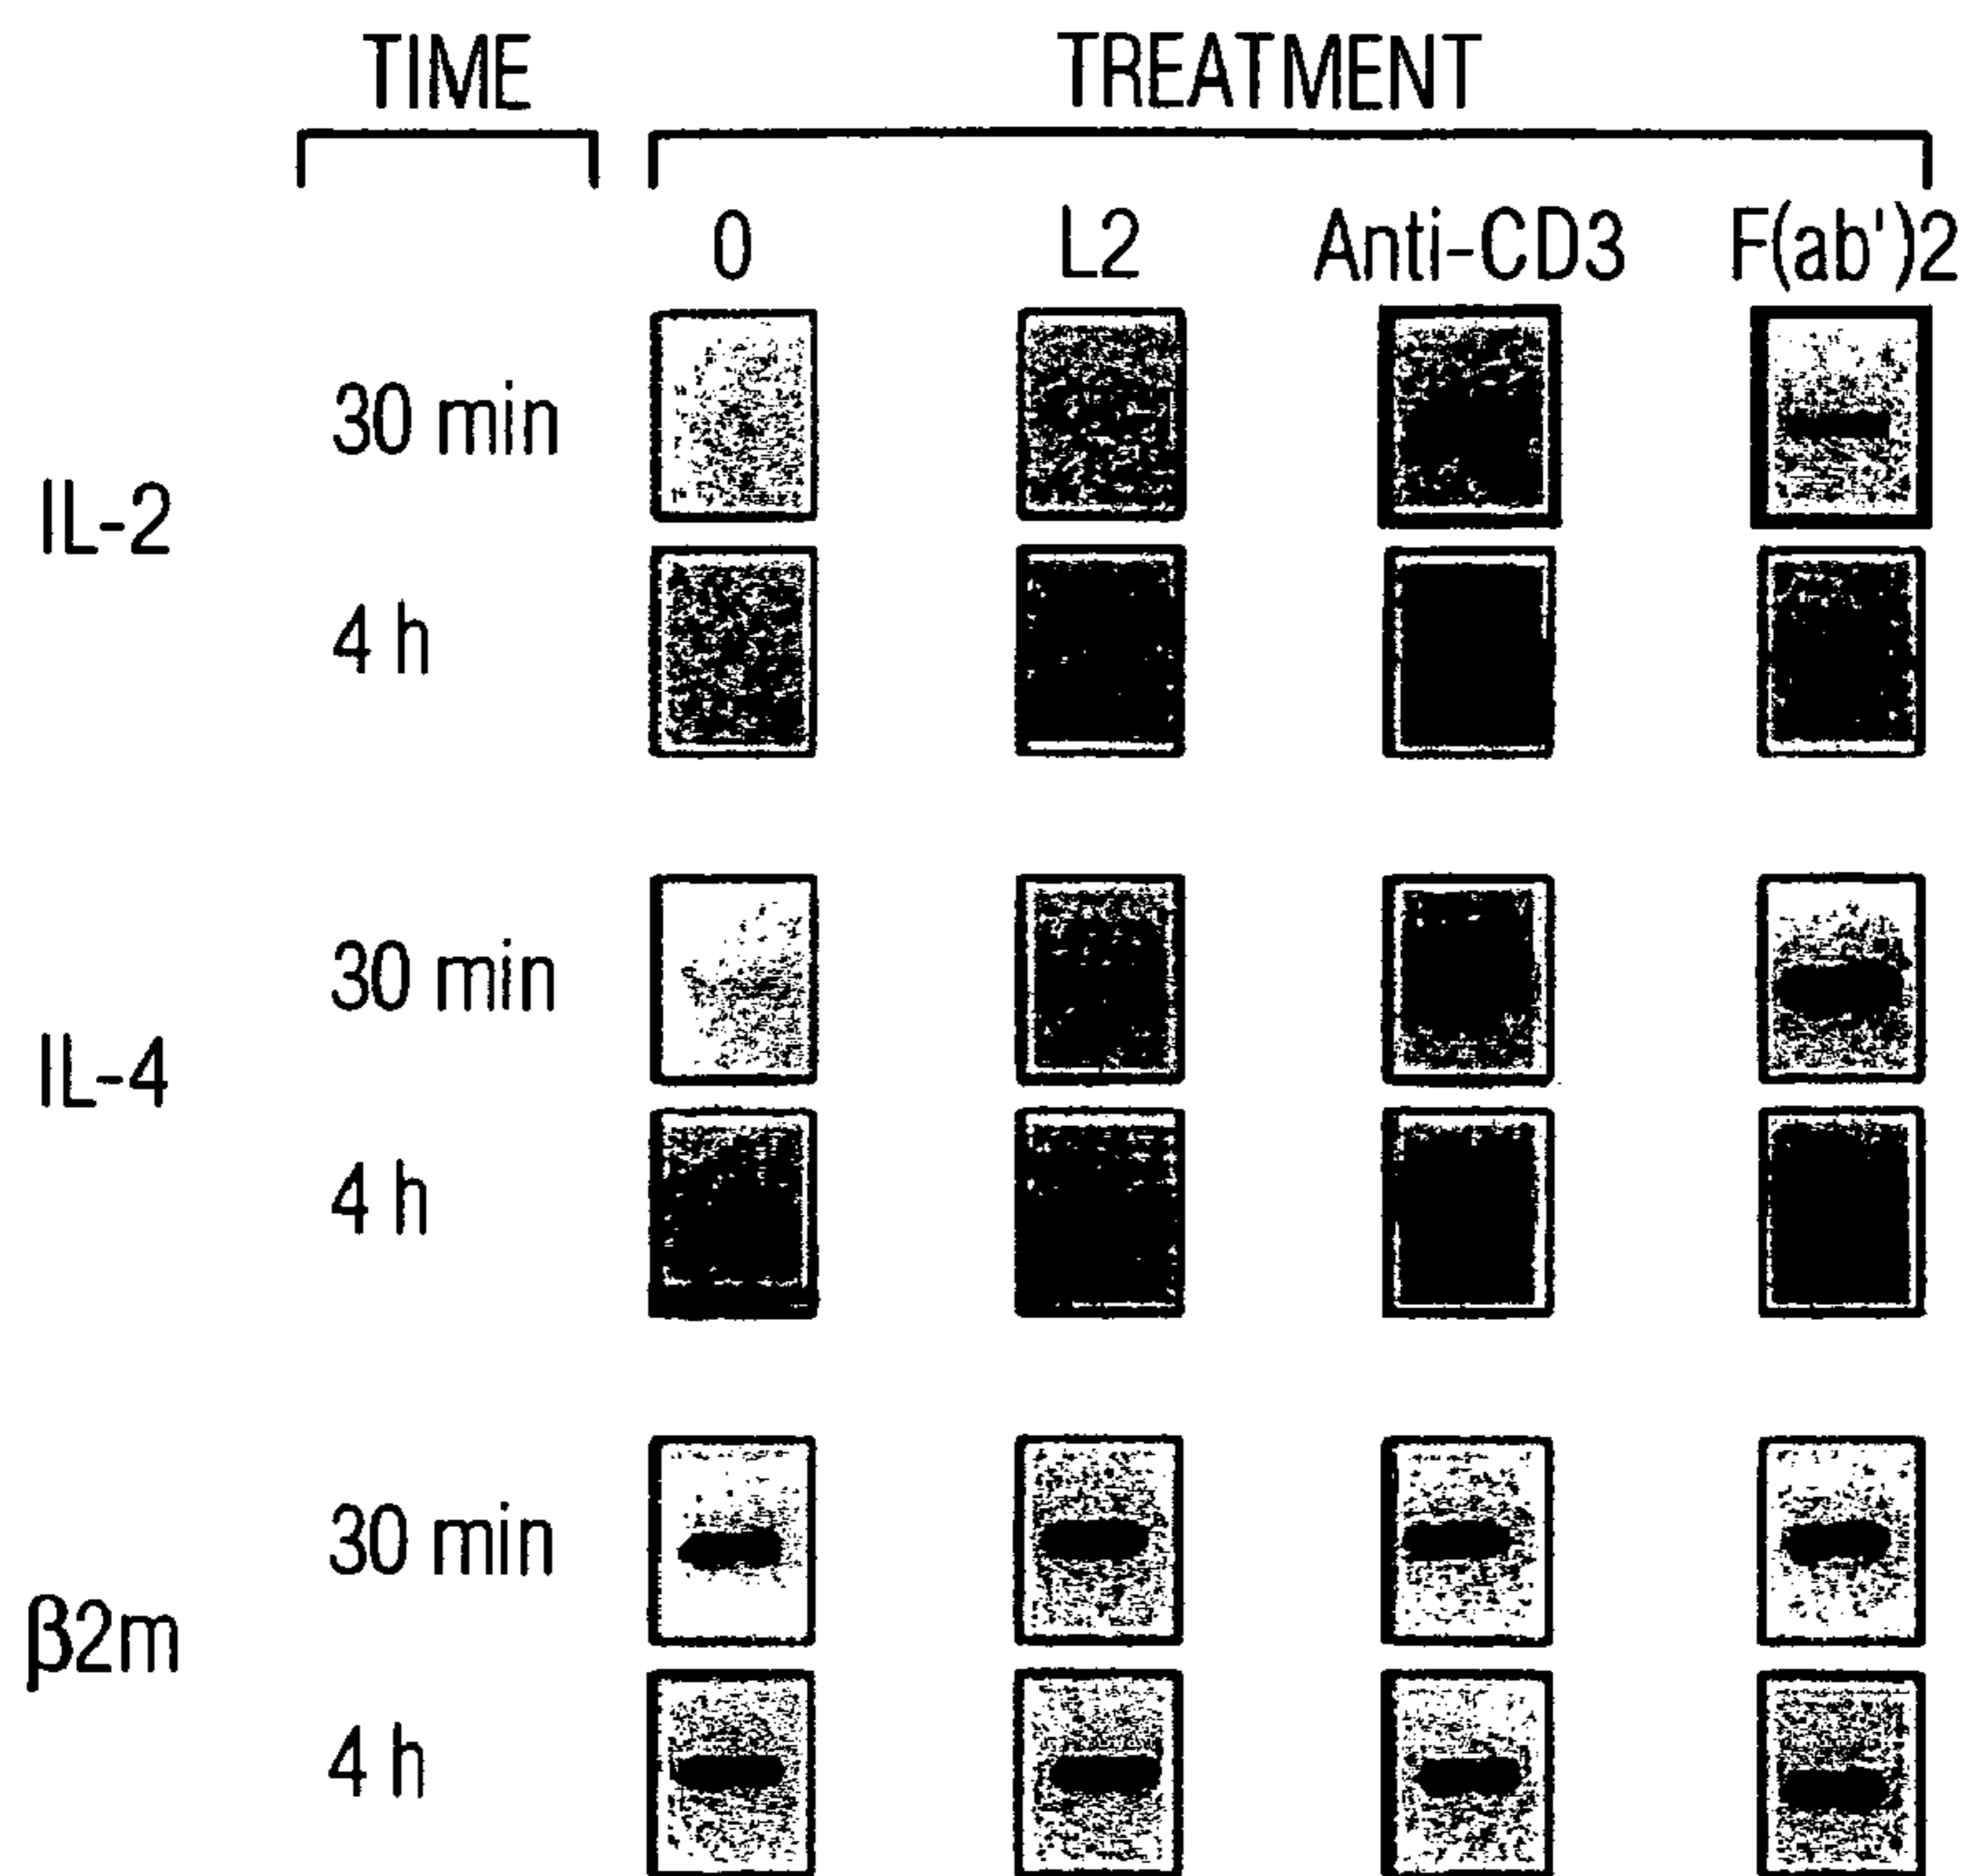 TIME TREATMENT
0 L2 Anti-CD3 F(ab')2
30 min
IL-2
4 h
30 min
IL-4
4 h
30 min
β2m
4 h